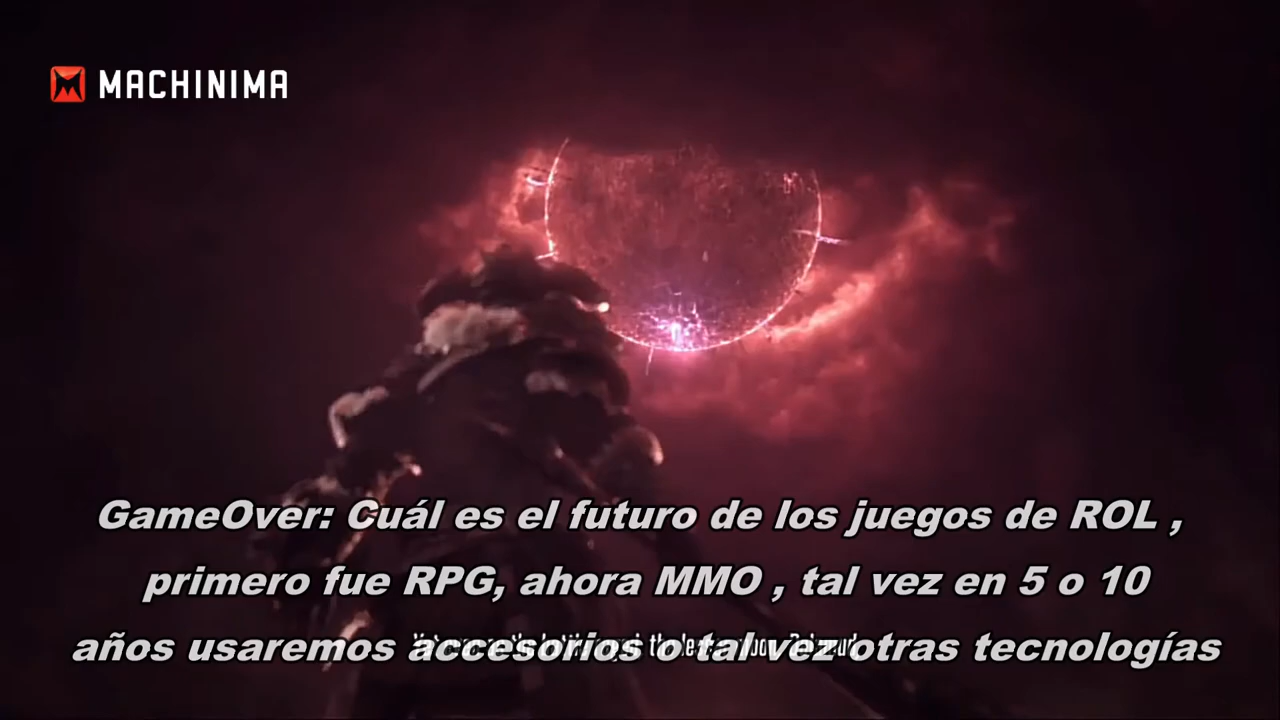 MACHINIMA
GameOver: Cuál es el futuro de los juegos de ROL ,
primero fue RPG, ahora MMO , tal vez en 5 o 10
años usaremos accesorios o tal vez otras tecnologías